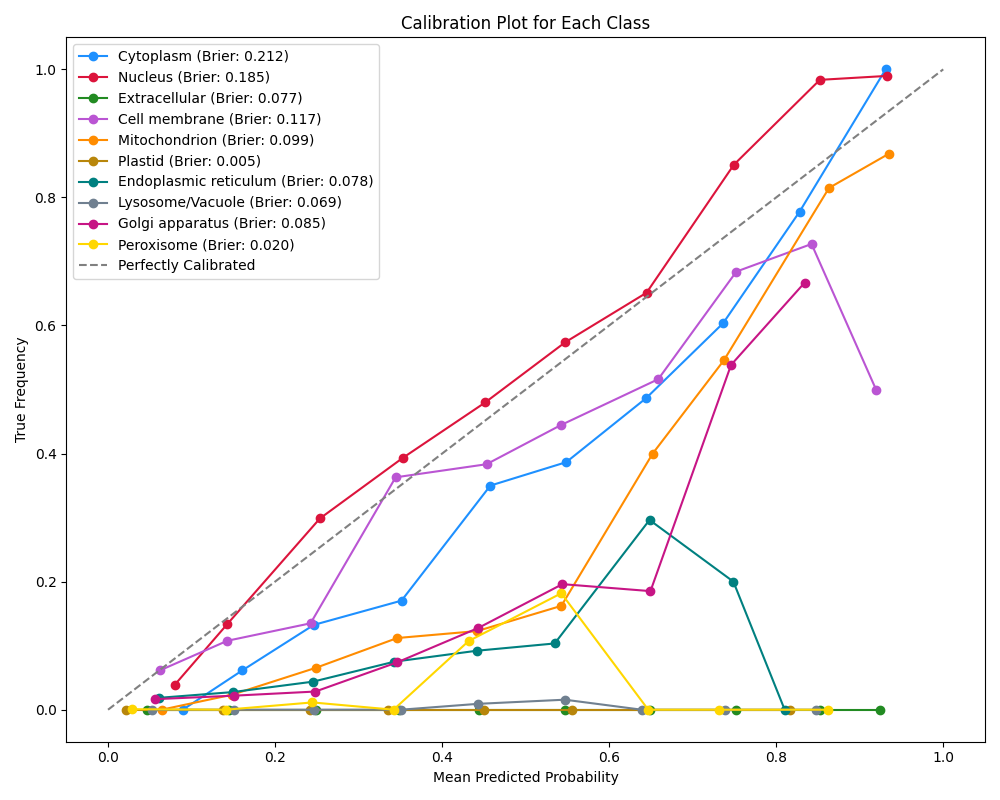 Calibration Plot for Each Class
Cytoplasm (Brier: 0.212)
Nucleus (Brier: 0.185)
Extracellular (Brier: 0.077)
Cell membrane (Brier: 0.117)
Mitochondrion (Brier: 0.099)
Plastid (Brier: 0.005)
Endoplasmic reticulum (Brier: 0.078)
Lysosome/Vacuole (Brier: 0.069)
Golgi apparatus (Brier: 0.085)
Peroxisome (Brier: 0.020)
Perfectly Calibrated
True Frequency
1.0
0.8
0.6
0.4
0.2
0.0
0.0 0.2 0.4 0.6 0.8 1.0
Mean Predicted Probability